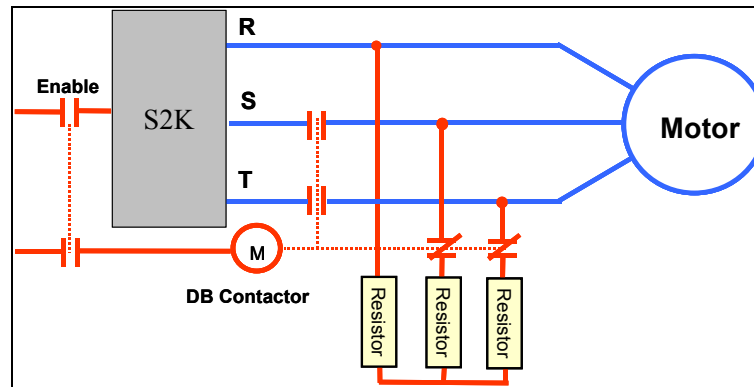 R
Enable
S
S2K
Motor
T
M
DB Contactor
Resistor
Resistor
Resistor